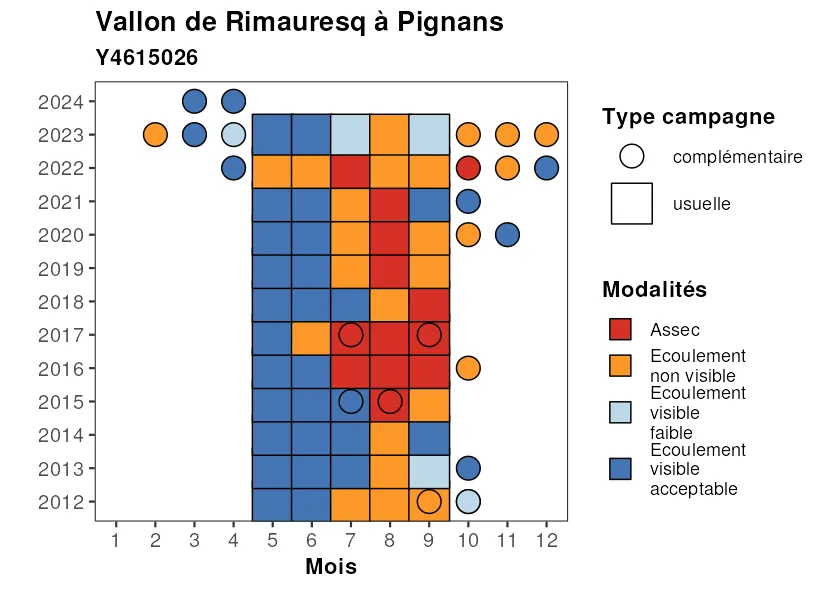 Vallon de Rimauresq à Pignans
Y4615026
2024
2023
2022
2021
2020
2019
2018
2017
2016
2015
2014
2013
2012
1 2 3 4 5 6 7 8 9 10 11 12
Mois
Type campagne
complémentaire
usuelle
Modalités
Assec
Ecoulement
non visible
Ecoulement
visible
faible
Ecoulement
visible
acceptable